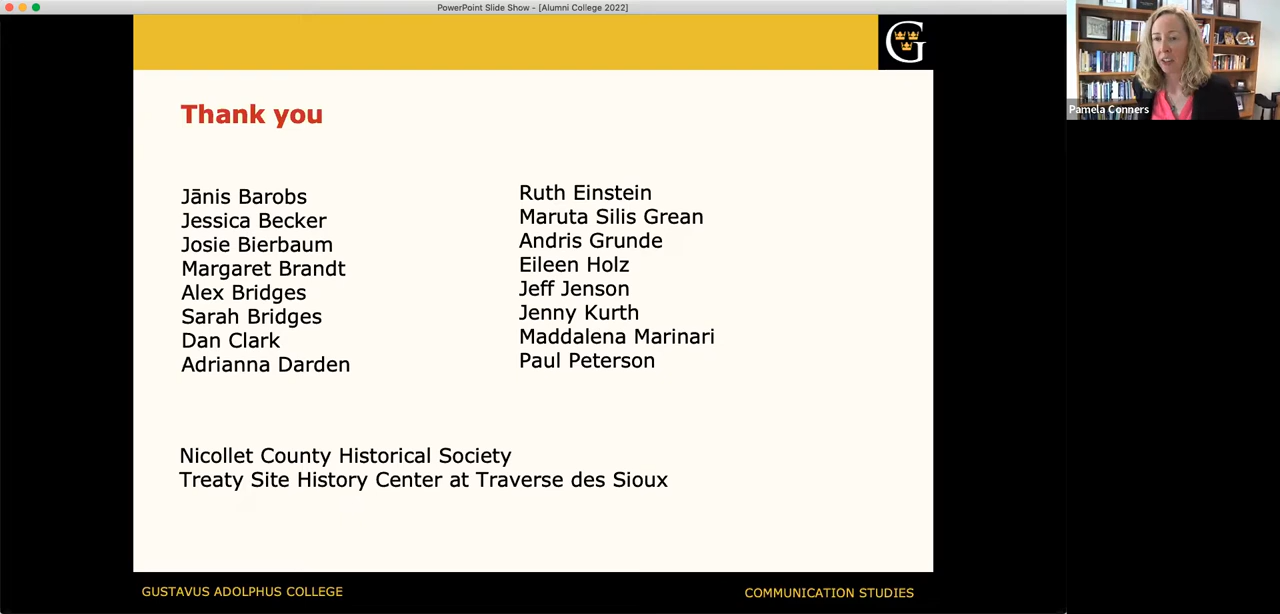 PowerPoint Slide Show - [Alumni College 2022]
G
Thank you
Jānis Barobs
Jessica Becker
Josie Bierbaum
Margaret Brandt
Alex Bridges
Sarah Bridges
Dan Clark
Adrianna Darden
Ruth Einstein
Maruta Silis Grean
Andris Grunde
Eileen Holz
Jeff Jenson
Jenny Kurth
Maddalena Marinari
Paul Peterson
Nicollet County Historical Society
Treaty Site History Center at Traverse des Sioux
GUSTAVUS ADOLPHUS COLLEGE
COMMUNICATION STUDIES
Pamela Conners